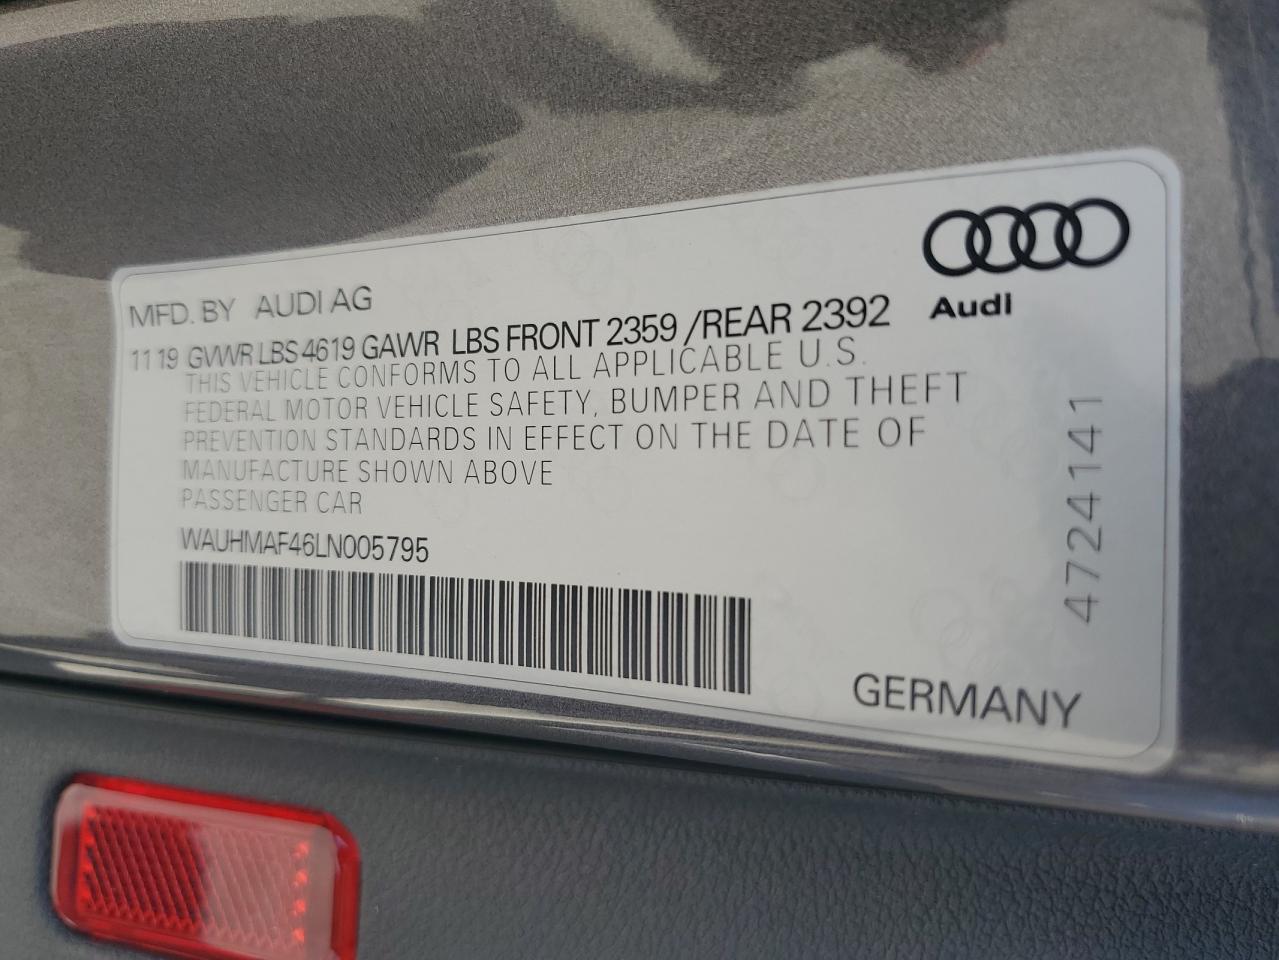 MFD. BY AUDI AG
Audi
11 19 GVWR LBS 4619 GAWR LBS FRONT 2359 /REAR 2392
THIS VEHICLE CONFORMS TO ALL APPLICABLE U.S.
FEDERAL MOTOR VEHICLE SAFETY, BUMPER AND THEFT
PREVENTION STANDARDS IN EFFECT ON THE DATE OF
MANUFACTURE SHOWN ABOVE
PASSENGER CAR
WAUHMAF46LN005795
4724141
GERMANY